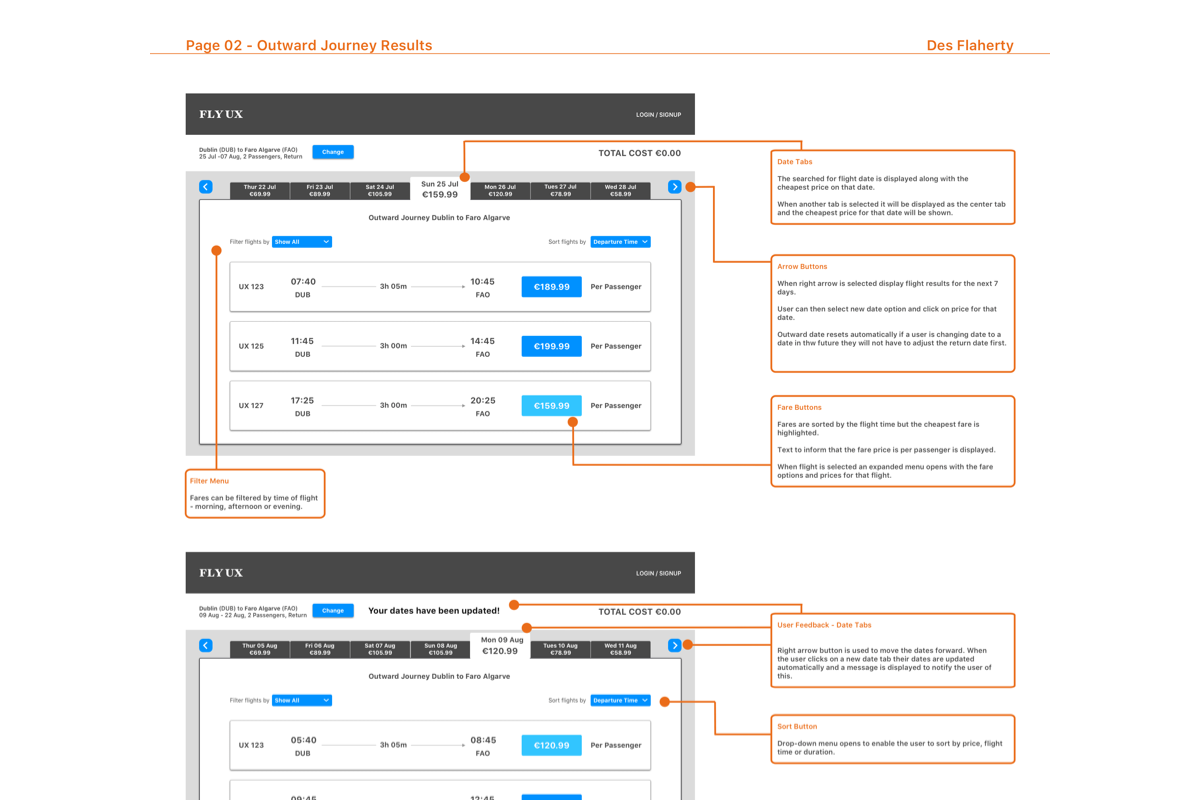 Page 02 - Outward Journey Results
Des Flaherty
FLY UX
LOGIN / SIGNUP
Dublin (DUB) to Faro Algarve (FAO)
25 Jul -07 Aug, 2 Passengers, Return
Change
TOTAL COST €0.00
Thur 22 Jul
€69.99
Fri 23 Jul
€89.99
Sat 24 Jul
€105.99
Sun 25 Jul
€159.99
Mon 26 Jul
€120.99
Tues 27 Jul
€78.99
Wed 28 Jul
€58.99
Outward Journey Dublin to Faro Algarve
Filter flights by
Show All
Sort flights by
Departure Time
UX 123
07:40
DUB
3h 05m
10:45
FAO
€189.99
Per Passenger
UX 125
11:45
DUB
3h 00m
14:45
FAO
€199.99
Per Passenger
UX 127
17:25
DUB
3h 00m
20:25
FAO
€159.99
Per Passenger
Date Tabs
The searched for flight date is displayed along with the
cheapest price on that date.
When another tab is selected it will be displayed as the center tab
and the cheapest price for that date will be shown.
Arrow Buttons
When right arrow is selected display flight results for the next 7
days.
User can then select new date option and click on price for that
date.
Outward date resets automatically if a user is changing date to a
date in thw future they will not have to adjust the return date first.
Fare Buttons
Fares are sorted by the flight time but the cheapest fare is
highlighted.
Text to inform that the fare price is per passenger is displayed.
When flight is selected an expanded menu opens with the fare
options and prices for that flight.
Filter Menu
Fares can be filtered by time of flight
- morning, afternoon or evening.
FLY UX
LOGIN / SIGNUP
Dublin (DUB) to Faro Algarve (FAO)
09 Aug - 22 Aug, 2 Passengers, Return
Change
Your dates have been updated!
TOTAL COST €0.00
Thur 05 Aug
€69.99
Fri 06 Aug
€89.99
Sat 07 Aug
€105.99
Sun 08 Aug
€105.99
Mon 09 Aug
€120.99
Tues 10 Aug
€78.99
Wed 11 Aug
€58.99
Outward Journey Dublin to Faro Algarve
Filter flights by
Show All
Sort flights by
Departure Time
UX 123
05:40
DUB
3h 05m
08:45
FAO
€120.99
Per Passenger
09:45
12:45
User Feedback - Date Tabs
Right arrow button is used to move the dates forward. When
the user clicks on a new date tab their dates are updated
automatically and a message is displayed to notify the user of
this.
Sort Button
Drop-down menu opens to enable the user to sort by price, flight
time or duration.